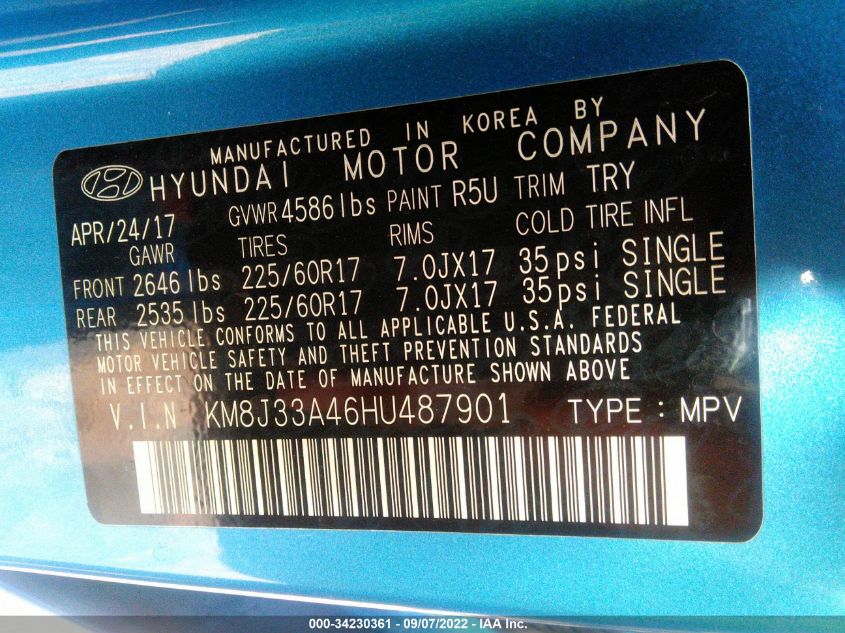 MANUFACTURED IN KOREA BY
HYUNDAI MOTOR COMPANY
APR/24/17 GVWR 4586 lbs PAINT R5U TRIM TRY
GAWR TIRES RIMS COLD TIRE INFL
FRONT 2646 lbs 225/60R17 7.0JX17 35psi SINGLE
REAR 2535 lbs 225/60R17 7.0JX17 35psi SINGLE
THIS VEHICLE CONFORMS TO ALL APPLICABLE U.S.A. FEDERAL
MOTOR VEHICLE SAFETY AND THEFT PREVENTION STANDARDS
IN EFFECT ON THE DATE OF MANUFACTURE SHOWN ABOVE
V.I.N KM8J33A46HU487901 TYPE : MPV
000-34230361 - 09/07/2022 - IAA Inc.